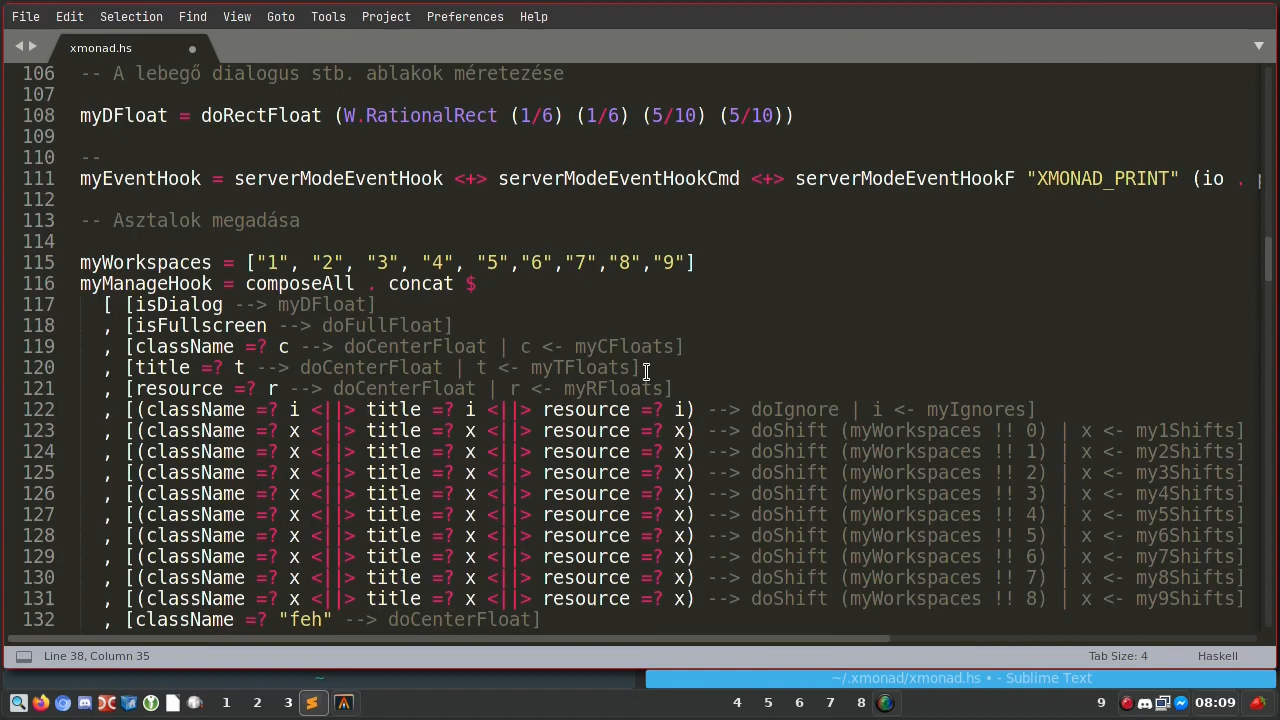 File Edit Selection Find View Goto Tools Project Preferences Help
xmonad.hs
106 -- A lebegő dialogus stb. ablakok méretezése
107
108 myDFloat = doRectFloat (W.RationalRect (1/6) (1/6) (5/10) (5/10))
109
110 --
111 myEventHook = serverModeEventHook <+> serverModeEventHookCmd <+> serverModeEventHookF "XMONAD_PRINT" (io .
112
113 -- Asztalok megadása
114
115 myWorkspaces = ["1", "2", "3", "4", "5","6","7","8","9"]
116 myManageHook = composeAll . concat $
117 [ [isDialog --> myDFloat]
118 , [isFullscreen --> doFullFloat]
119 , [className =? c --> doCenterFloat | c <- myCFloats]
120 , [title =? t --> doCenterFloat | t <- myTFloats]
121 , [resource =? r --> doCenterFloat | r <- myRFloats]
122 , [(className =? i <||> title =? i <||> resource =? i) --> doIgnore | i <- myIgnores]
123 , [(className =? x <||> title =? x <||> resource =? x) --> doShift (myWorkspaces !! 0) | x <- my1Shifts]
124 , [(className =? x <||> title =? x <||> resource =? x) --> doShift (myWorkspaces !! 1) | x <- my2Shifts]
125 , [(className =? x <||> title =? x <||> resource =? x) --> doShift (myWorkspaces !! 2) | x <- my3Shifts]
126 , [(className =? x <||> title =? x <||> resource =? x) --> doShift (myWorkspaces !! 3) | x <- my4Shifts]
127 , [(className =? x <||> title =? x <||> resource =? x) --> doShift (myWorkspaces !! 4) | x <- my5Shifts]
128 , [(className =? x <||> title =? x <||> resource =? x) --> doShift (myWorkspaces !! 5) | x <- my6Shifts]
129 , [(className =? x <||> title =? x <||> resource =? x) --> doShift (myWorkspaces !! 6) | x <- my7Shifts]
130 , [(className =? x <||> title =? x <||> resource =? x) --> doShift (myWorkspaces !! 7) | x <- my8Shifts]
131 , [(className =? x <||> title =? x <||> resource =? x) --> doShift (myWorkspaces !! 8) | x <- my9Shifts]
132 , [className =? "feh" --> doCenterFloat]
Line 38, Column 35 Tab Size: 4 Haskell
~ ~/.xmonad/xmonad.hs • - Sublime Text
1 2 3 4 5 6 7 8 9 08:09